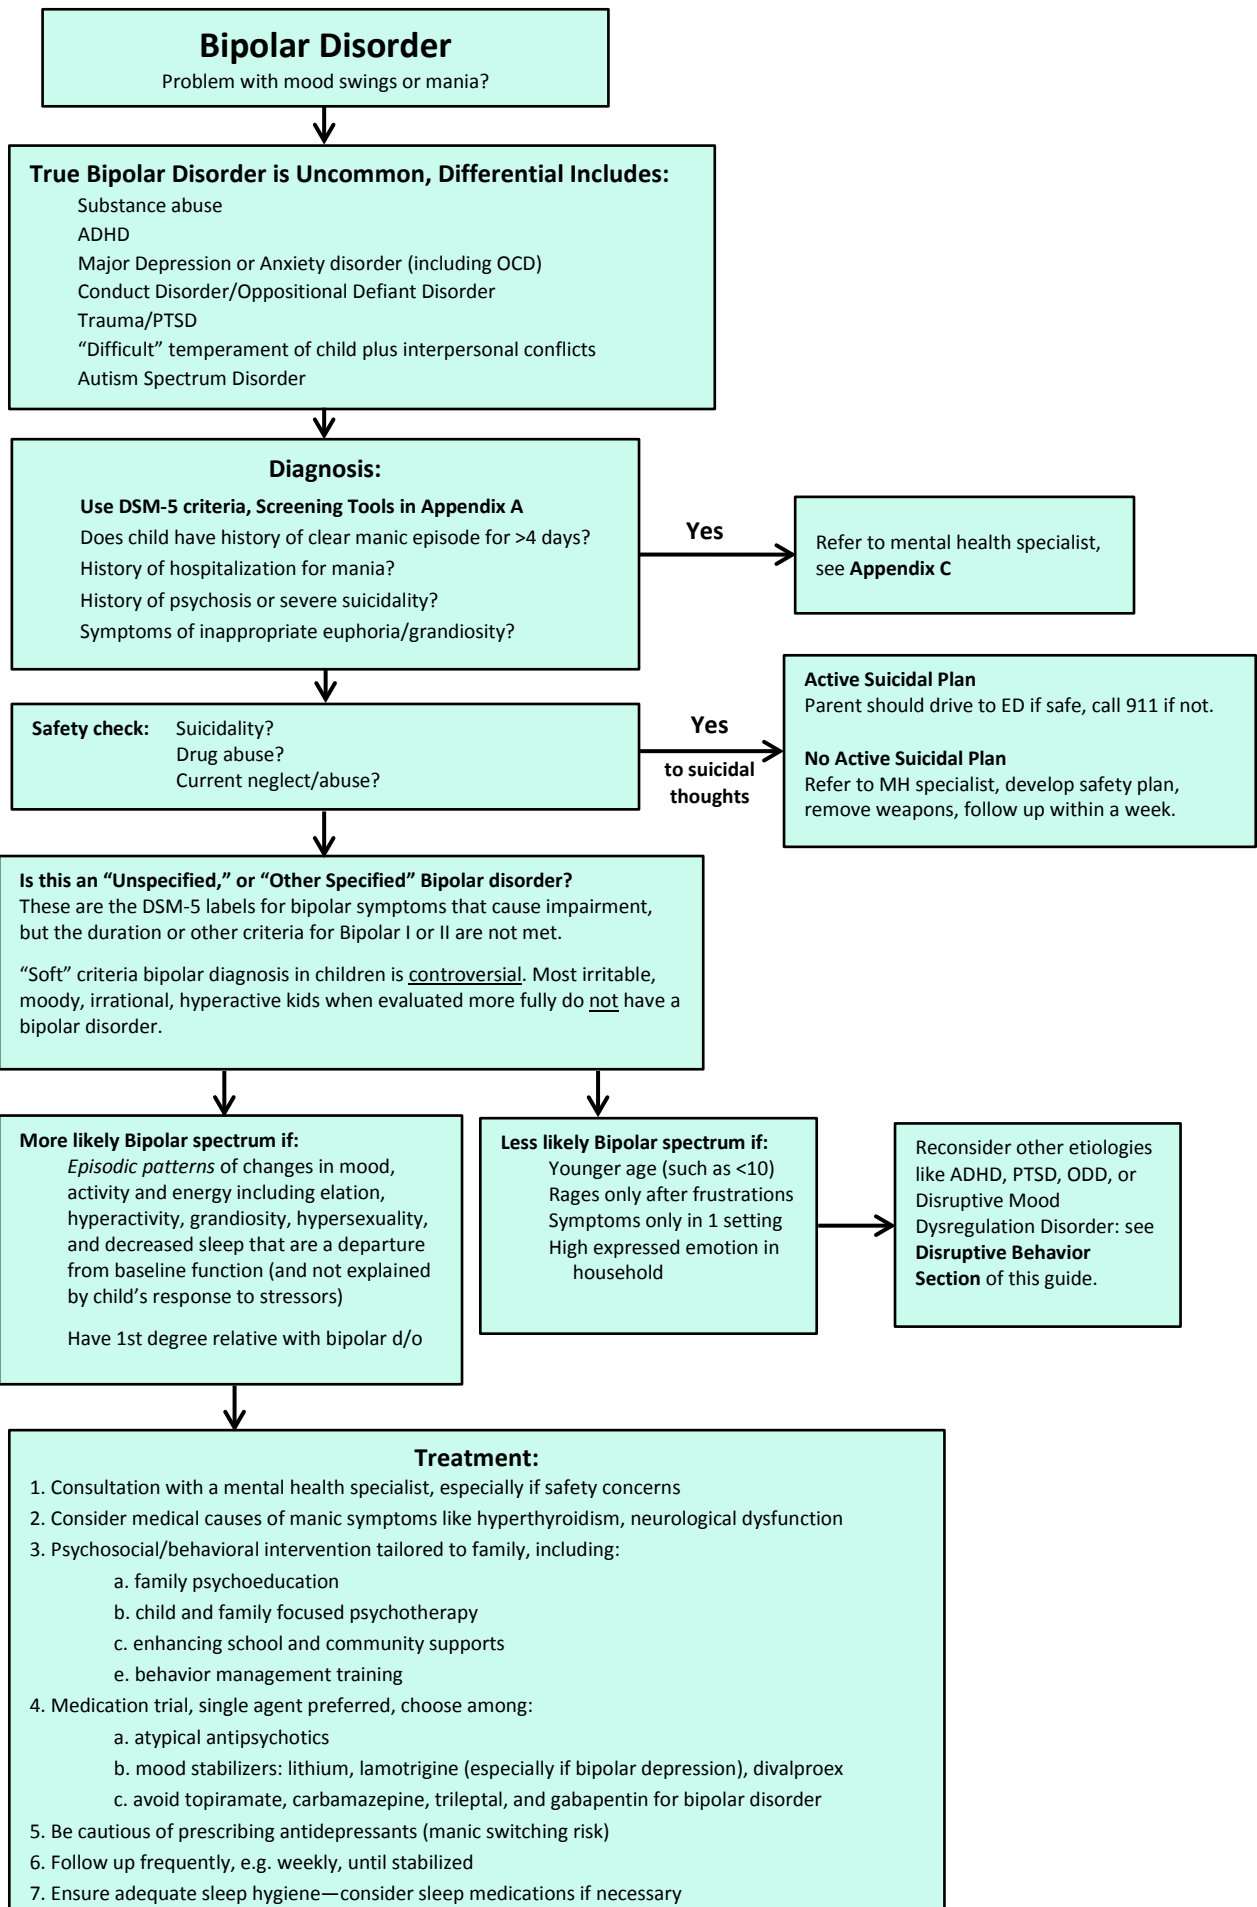 Bipolar Disorder
Problem with mood swings or mania?
True Bipolar Disorder is Uncommon, Differential Includes:
Substance abuse
ADHD
Major Depression or Anxiety disorder (including OCD)
Conduct Disorder/Oppositional Defiant Disorder
Trauma/PTSD
“Difficult” temperament of child plus interpersonal conflicts
Autism Spectrum Disorder
Diagnosis:
Use DSM-5 criteria, Screening Tools in Appendix A
Does child have history of clear manic episode for >4 days?
History of hospitalization for mania?
History of psychosis or severe suicidality?
Symptoms of inappropriate euphoria/grandiosity?
Yes
Refer to mental health specialist,
see Appendix C
Safety check: Suicidality?
Drug abuse?
Current neglect/abuse?
Yes
to suicidal
thoughts
Active Suicidal Plan
Parent should drive to ED if safe, call 911 if not.
No Active Suicidal Plan
Refer to MH specialist, develop safety plan,
remove weapons, follow up within a week.
Is this an “Unspecified,” or “Other Specified” Bipolar disorder?
These are the DSM-5 labels for bipolar symptoms that cause impairment,
but the duration or other criteria for Bipolar I or II are not met.
“Soft” criteria bipolar diagnosis in children is controversial. Most irritable,
moody, irrational, hyperactive kids when evaluated more fully do not have a
bipolar disorder.
More likely Bipolar spectrum if:
Episodic patterns of changes in mood,
activity and energy including elation,
hyperactivity, grandiosity, hypersexuality,
and decreased sleep that are a departure
from baseline function (and not explained
by child’s response to stressors)
Have 1st degree relative with bipolar d/o
Less likely Bipolar spectrum if:
Younger age (such as <10)
Rages only after frustrations
Symptoms only in 1 setting
High expressed emotion in
household
Reconsider other etiologies
like ADHD, PTSD, ODD, or
Disruptive Mood
Dysregulation Disorder: see
Disruptive Behavior
Section of this guide.
Treatment:
1. Consultation with a mental health specialist, especially if safety concerns
2. Consider medical causes of manic symptoms like hyperthyroidism, neurological dysfunction
3. Psychosocial/behavioral intervention tailored to family, including:
a. family psychoeducation
b. child and family focused psychotherapy
c. enhancing school and community supports
e. behavior management training
4. Medication trial, single agent preferred, choose among:
a. atypical antipsychotics
b. mood stabilizers: lithium, lamotrigine (especially if bipolar depression), divalproex
c. avoid topiramate, carbamazepine, trileptal, and gabapentin for bipolar disorder
5. Be cautious of prescribing antidepressants (manic switching risk)
6. Follow up frequently, e.g. weekly, until stabilized
7. Ensure adequate sleep hygiene—consider sleep medications if necessary